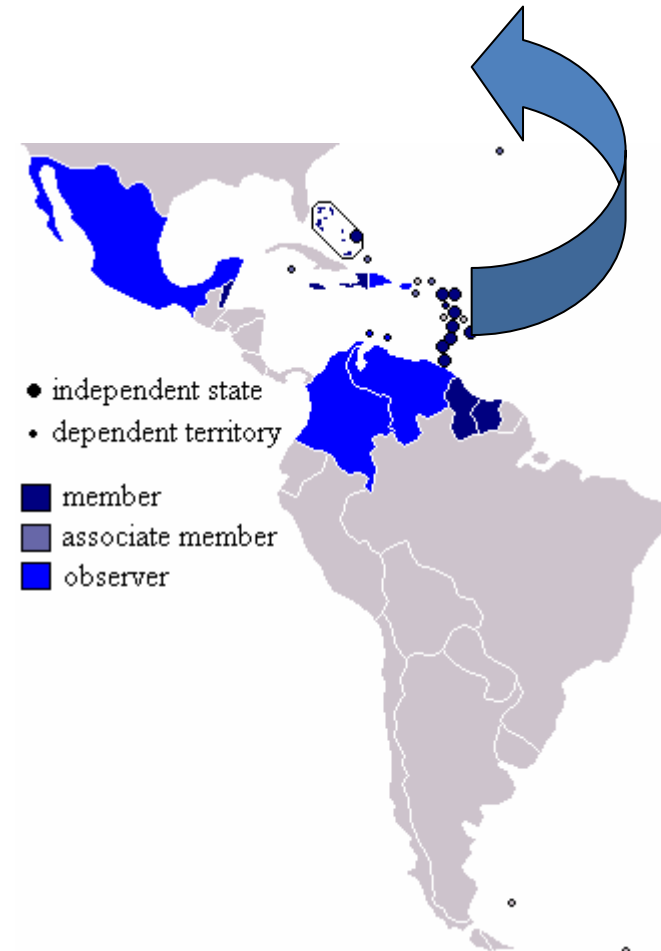 independent state
dependent territory
member
associate member
observer